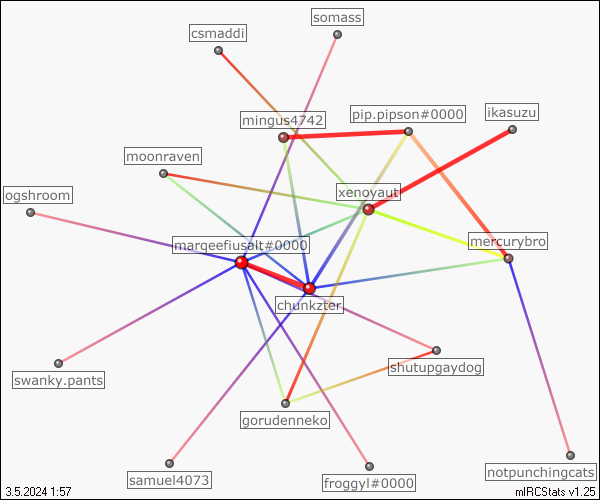 somass
csmaddi
mingus4742
pip.pipson#0000
ikasuzu
moonraven
xenoyaut
ogshroom
marqeefiusalt#0000
mercurybro
chunkzter
swanky.pants
shutupgaydog
gorudenneko
samuel4073
froggyl#0000
notpunchingcats
3.5.2024 1:57
mIRCStats v1.25